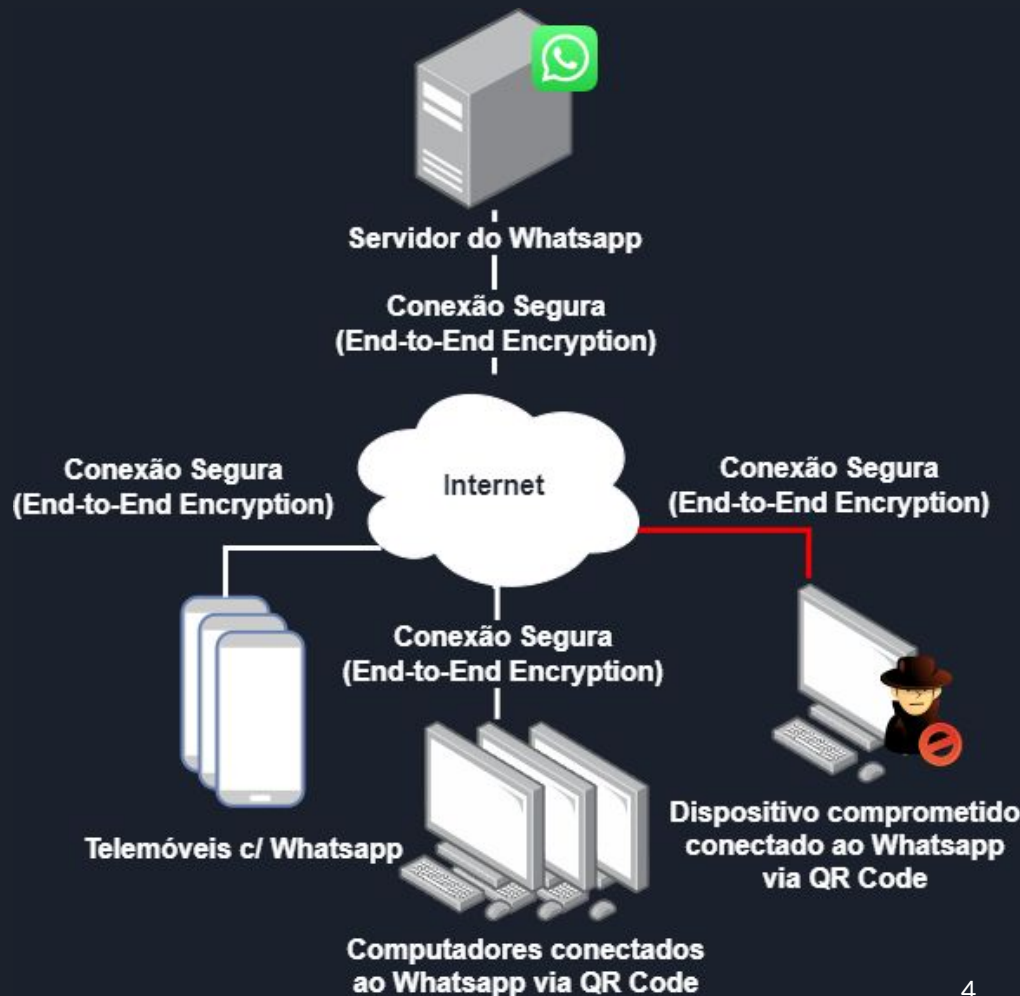 Servidor do Whatsapp
Conexão Segura
(End-to-End Encryption)
Conexão Segura
(End-to-End Encryption)
Internet
Conexão Segura
(End-to-End Encryption)
Conexão Segura
(End-to-End Encryption)
Telemóveis c/ Whatsapp
Dispositivo comprometido
conectado ao Whatsapp
via QR Code
Computadores conectados
ao Whatsapp via QR Code
4